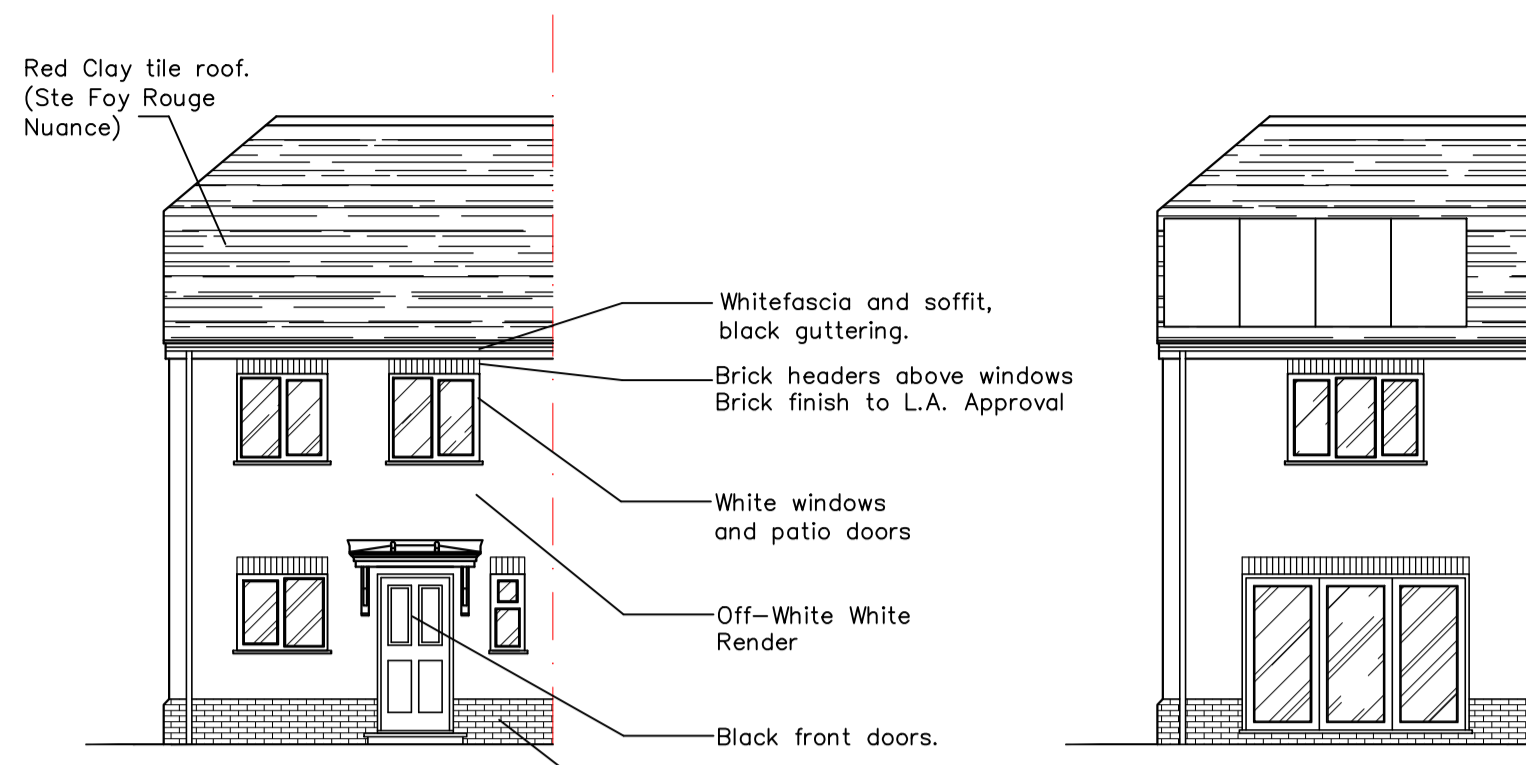 Red Clay tile roof.
(Ste Foy Rouge
Nuance)
Whitefascia and soffit,
black guttering.
Brick headers above windows
Brick finish to L.A. Approval
White windows
and patio doors
Off-White White
Render
Black front doors.